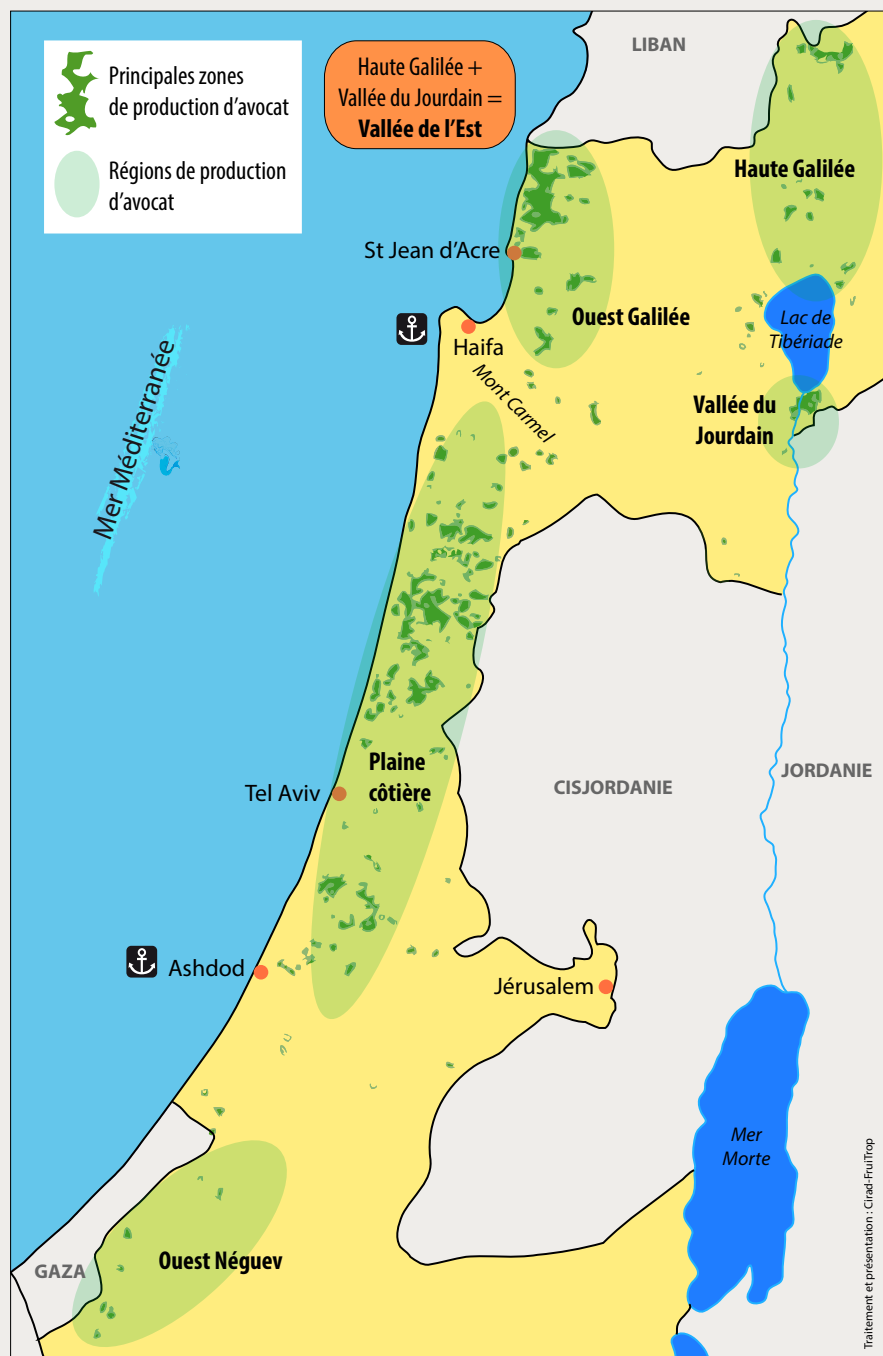 Principales zones
de production d'avocat
Régions de production
d'avocat
Haute Galilée +
Vallée du Jourdain =
Vallée de l'Est
LIBAN
Haute Galilée
St Jean d'Acre
Ouest Galilée
Lac de
Tibériade
Haifa
Mont Carmel
Vallée du
Jourdain
Mer Méditerranée
Plaine
côtière
Tel Aviv
CISJORDANIE
JORDANIE
Ashdod
Jérusalem
Mer
Morte
Ouest Néguev
GAZA
Traitement et présentation : Cirad-FruiTrop